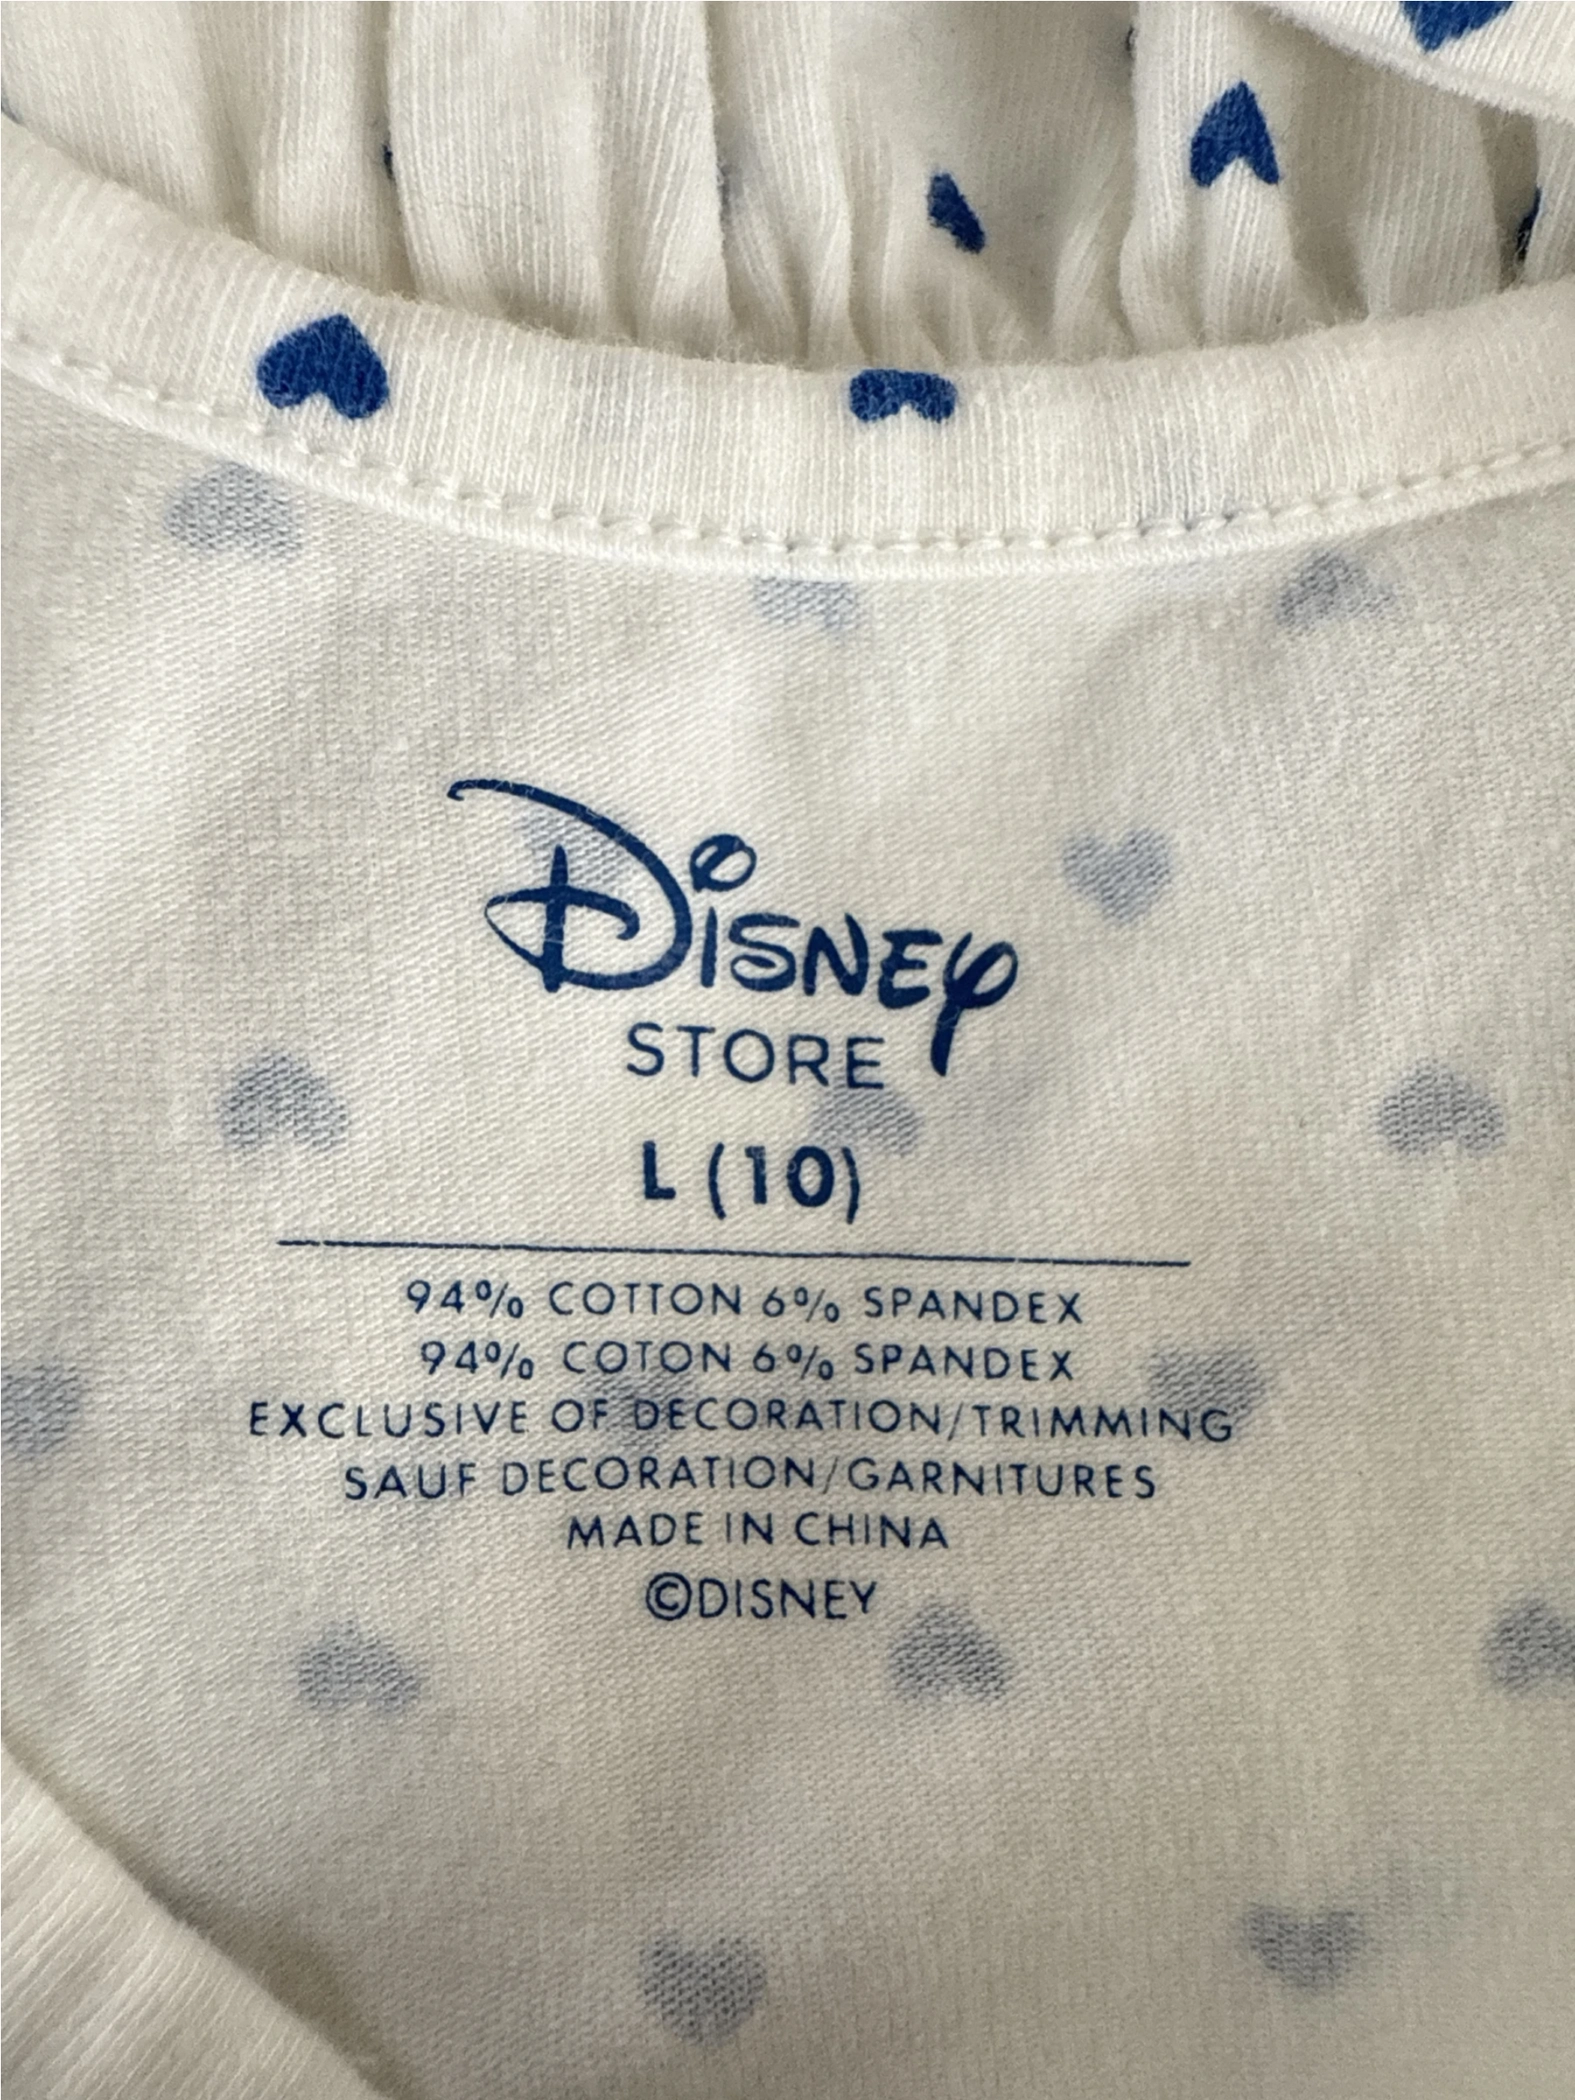 DISNEY
STORE
L (10)
94% COTTON 6% SPANDEX
94% COTON 6% SPANDEX
EXCLUSIVE OF DECORATION/TRIMMING
SAUF DECORATION/GARNITURES
MADE IN CHINA
©DISNEY